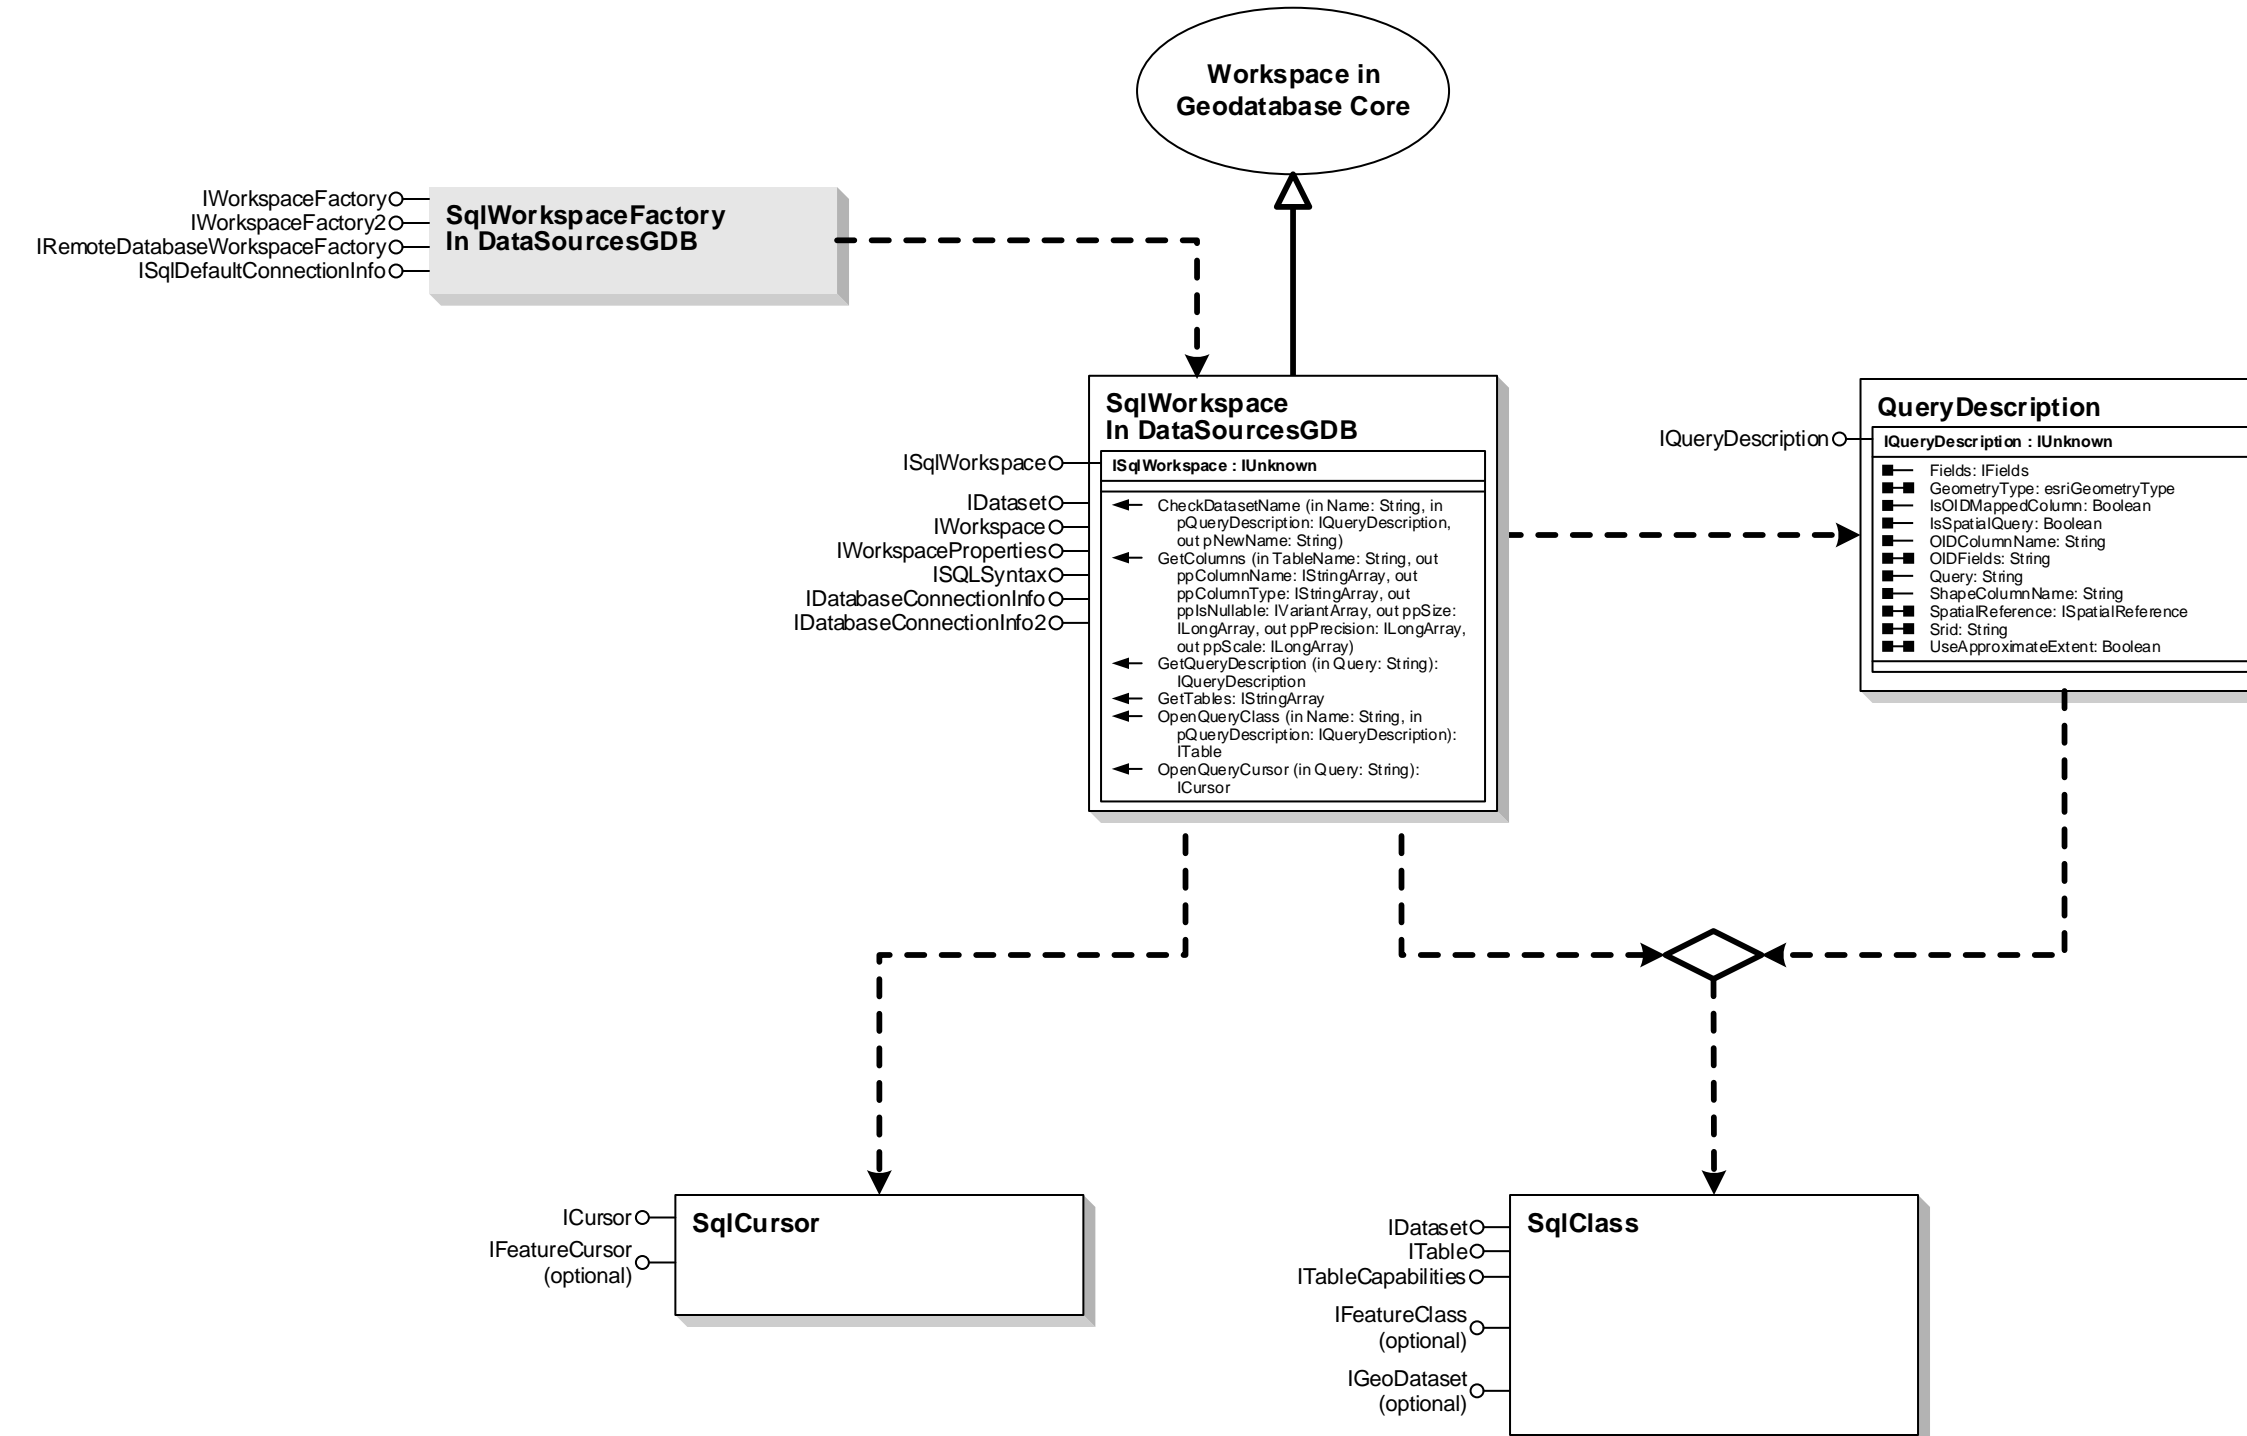 Workspace in
Geodatabase Core
IWorkspaceFactory
IWorkspaceFactory2
IRemoteDatabaseWorkspaceFactory
ISqlDefaultConnectionInfo
SqlWorkspaceFactory
In DataSourcesGDB
SqlWorkspace
In DataSourcesGDB
ISqlWorkspace
IDataset
IWorkspace
IWorkspaceProperties
ISQLSyntax
IDatabaseConnectionInfo
IDatabaseConnectionInfo2
ISqlWorkspace : IUnknown
CheckDatasetName (in Name: String, in
pQueryDescription: IQueryDescription,
out pNewName: String)
GetColumns (in TableName: String, out
ppColumnName: IStringArray, out
ppColumnType: IStringArray, out
ppIsNullable: IVariantArray, out ppSize:
ILongArray, out ppPrecision: ILongArray,
out ppScale: ILongArray)
GetQueryDescription (in Query: String):
IQueryDescription
GetTables: IStringArray
OpenQueryClass (in Name: String, in
pQueryDescription: IQueryDescription):
ITable
OpenQueryCursor (in Query: String):
ICursor
IQueryDescription
QueryDescription
IQueryDescription : IUnknown
Fields: IFields
GeometryType: esriGeometryType
IsOIDMappedColumn: Boolean
IsSpatialQuery: Boolean
OIDColumnName: String
OIDFields: String
Query: String
ShapeColumnName: String
SpatialReference: ISpatialReference
Srid: String
UseApproximateExtent: Boolean
ICursor
IFeatureCursor
(optional)
SqlCursor
IDataset
ITable
ITableCapabilities
IFeatureClass
(optional)
IGeoDataset
(optional)
SqlClass